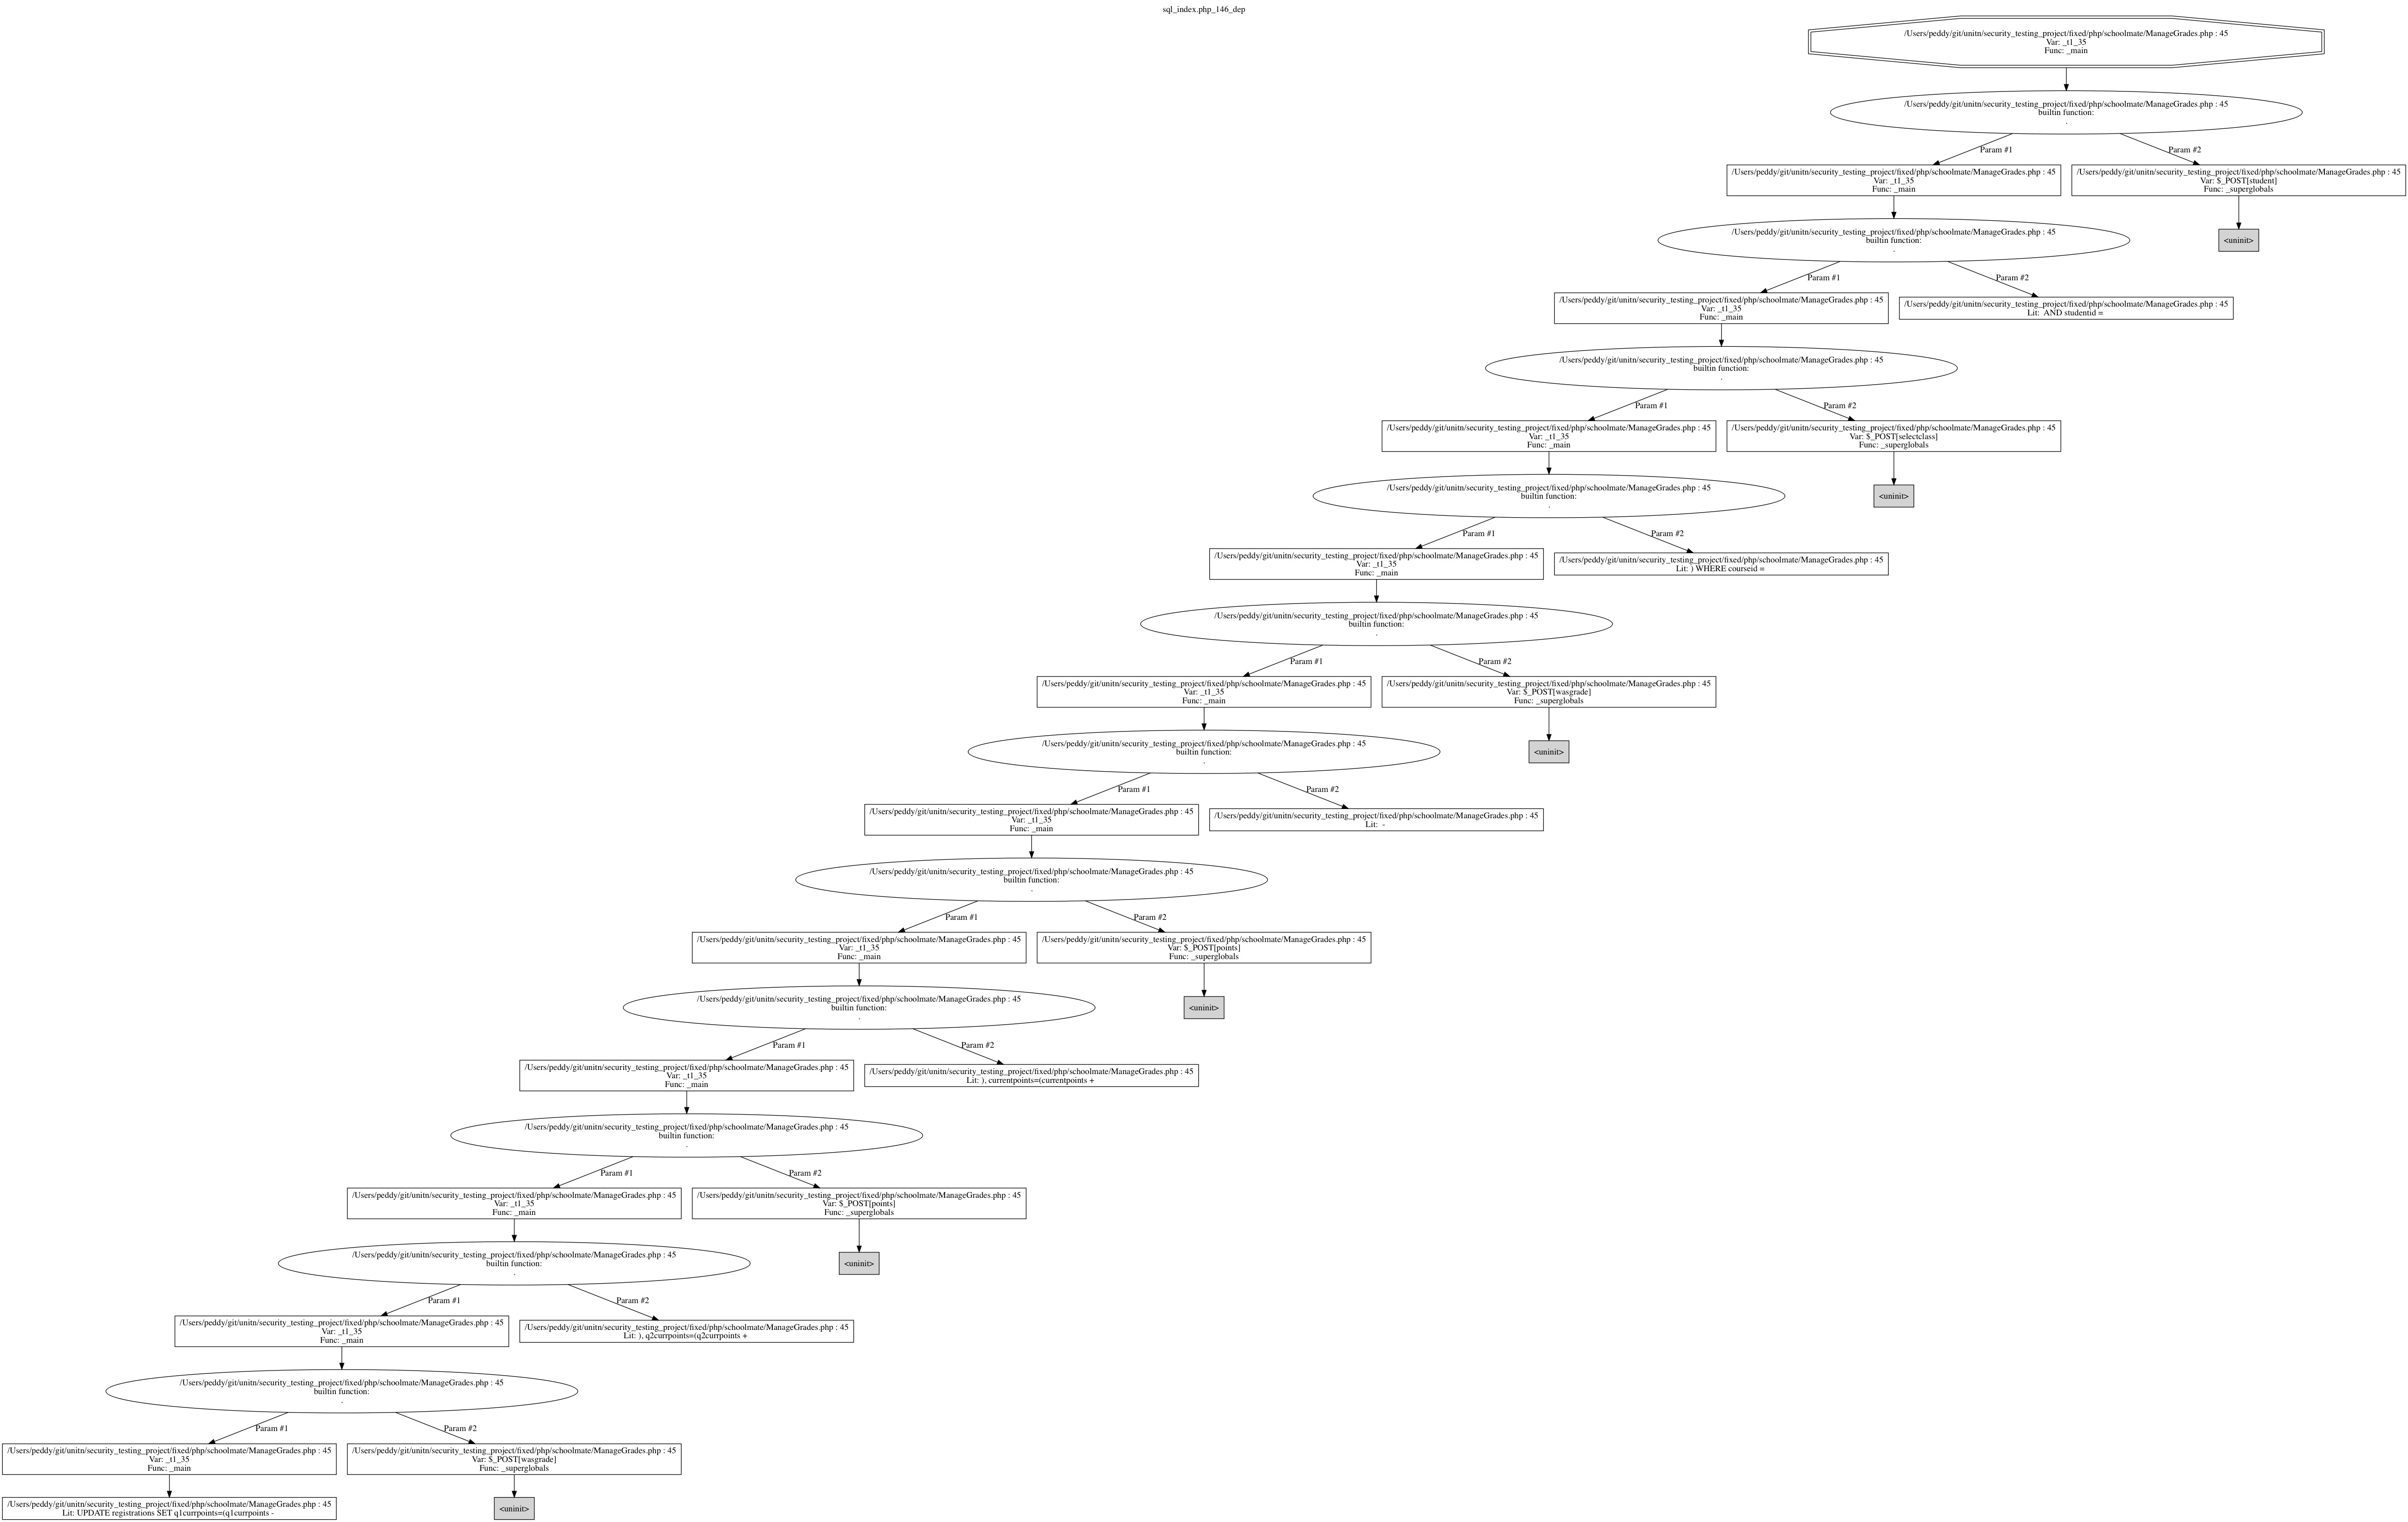 sql_index.php_146_dep
/Users/peddy/git/unitn/security_testing_project/fixed/php/schoolmate/ManageGrades.php : 45
Var: _t1_35
Func: _main
/Users/peddy/git/unitn/security_testing_project/fixed/php/schoolmate/ManageGrades.php : 45
builtin function:
.
Param #1
Param #2
/Users/peddy/git/unitn/security_testing_project/fixed/php/schoolmate/ManageGrades.php : 45
Var: _t1_35
Func: _main
/Users/peddy/git/unitn/security_testing_project/fixed/php/schoolmate/ManageGrades.php : 45
Var: $_POST[student]
Func: _superglobals
/Users/peddy/git/unitn/security_testing_project/fixed/php/schoolmate/ManageGrades.php : 45
builtin function:
.
<uninit>
Param #1
Param #2
/Users/peddy/git/unitn/security_testing_project/fixed/php/schoolmate/ManageGrades.php : 45
Var: _t1_35
Func: _main
/Users/peddy/git/unitn/security_testing_project/fixed/php/schoolmate/ManageGrades.php : 45
Lit:  AND studentid =
/Users/peddy/git/unitn/security_testing_project/fixed/php/schoolmate/ManageGrades.php : 45
builtin function:
.
Param #1
Param #2
/Users/peddy/git/unitn/security_testing_project/fixed/php/schoolmate/ManageGrades.php : 45
Var: _t1_35
Func: _main
/Users/peddy/git/unitn/security_testing_project/fixed/php/schoolmate/ManageGrades.php : 45
Var: $_POST[selectclass]
Func: _superglobals
/Users/peddy/git/unitn/security_testing_project/fixed/php/schoolmate/ManageGrades.php : 45
builtin function:
.
<uninit>
Param #1
Param #2
/Users/peddy/git/unitn/security_testing_project/fixed/php/schoolmate/ManageGrades.php : 45
Var: _t1_35
Func: _main
/Users/peddy/git/unitn/security_testing_project/fixed/php/schoolmate/ManageGrades.php : 45
Lit: ) WHERE courseid =
/Users/peddy/git/unitn/security_testing_project/fixed/php/schoolmate/ManageGrades.php : 45
builtin function:
.
Param #1
Param #2
/Users/peddy/git/unitn/security_testing_project/fixed/php/schoolmate/ManageGrades.php : 45
Var: _t1_35
Func: _main
/Users/peddy/git/unitn/security_testing_project/fixed/php/schoolmate/ManageGrades.php : 45
Var: $_POST[wasgrade]
Func: _superglobals
/Users/peddy/git/unitn/security_testing_project/fixed/php/schoolmate/ManageGrades.php : 45
builtin function:
.
<uninit>
Param #1
Param #2
/Users/peddy/git/unitn/security_testing_project/fixed/php/schoolmate/ManageGrades.php : 45
Var: _t1_35
Func: _main
/Users/peddy/git/unitn/security_testing_project/fixed/php/schoolmate/ManageGrades.php : 45
Lit:  -
/Users/peddy/git/unitn/security_testing_project/fixed/php/schoolmate/ManageGrades.php : 45
builtin function:
.
Param #1
Param #2
/Users/peddy/git/unitn/security_testing_project/fixed/php/schoolmate/ManageGrades.php : 45
Var: _t1_35
Func: _main
/Users/peddy/git/unitn/security_testing_project/fixed/php/schoolmate/ManageGrades.php : 45
Var: $_POST[points]
Func: _superglobals
/Users/peddy/git/unitn/security_testing_project/fixed/php/schoolmate/ManageGrades.php : 45
builtin function:
.
<uninit>
Param #1
Param #2
/Users/peddy/git/unitn/security_testing_project/fixed/php/schoolmate/ManageGrades.php : 45
Var: _t1_35
Func: _main
/Users/peddy/git/unitn/security_testing_project/fixed/php/schoolmate/ManageGrades.php : 45
Lit: ), currentpoints=(currentpoints +
/Users/peddy/git/unitn/security_testing_project/fixed/php/schoolmate/ManageGrades.php : 45
builtin function:
.
Param #1
Param #2
/Users/peddy/git/unitn/security_testing_project/fixed/php/schoolmate/ManageGrades.php : 45
Var: _t1_35
Func: _main
/Users/peddy/git/unitn/security_testing_project/fixed/php/schoolmate/ManageGrades.php : 45
Var: $_POST[points]
Func: _superglobals
/Users/peddy/git/unitn/security_testing_project/fixed/php/schoolmate/ManageGrades.php : 45
builtin function:
.
<uninit>
Param #1
Param #2
/Users/peddy/git/unitn/security_testing_project/fixed/php/schoolmate/ManageGrades.php : 45
Var: _t1_35
Func: _main
/Users/peddy/git/unitn/security_testing_project/fixed/php/schoolmate/ManageGrades.php : 45
Lit: ), q2currpoints=(q2currpoints +
/Users/peddy/git/unitn/security_testing_project/fixed/php/schoolmate/ManageGrades.php : 45
builtin function:
.
Param #1
Param #2
/Users/peddy/git/unitn/security_testing_project/fixed/php/schoolmate/ManageGrades.php : 45
Var: _t1_35
Func: _main
/Users/peddy/git/unitn/security_testing_project/fixed/php/schoolmate/ManageGrades.php : 45
Var: $_POST[wasgrade]
Func: _superglobals
/Users/peddy/git/unitn/security_testing_project/fixed/php/schoolmate/ManageGrades.php : 45
Lit: UPDATE registrations SET q1currpoints=(q1currpoints -
<uninit>